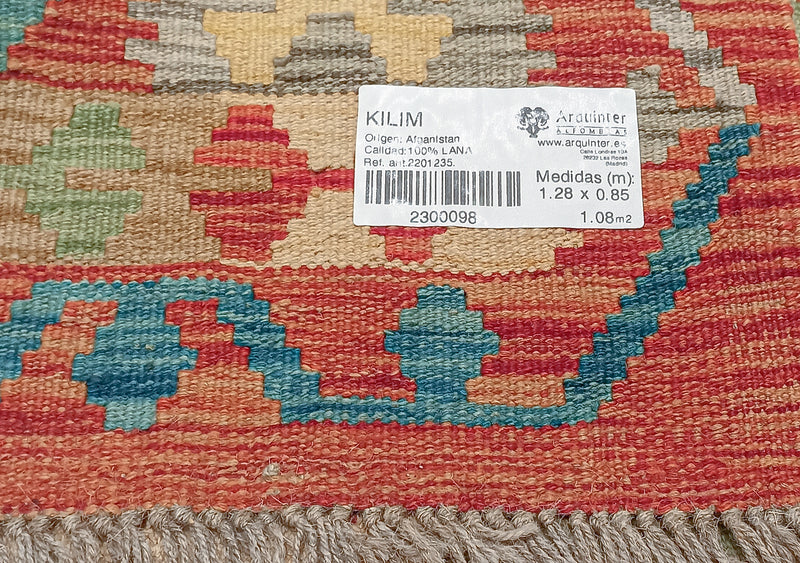 KILIM
Origen: Afganistan
Calidad:100% LANA
Ref. ant.2201235.
2300098
Arquinter
ALFOMBRAS
www.arquinter.es
Calle Londres 10A
28232 Las Rozas
(Madrid)
Medidas (m):
1.28 x 0.85
1.08m2